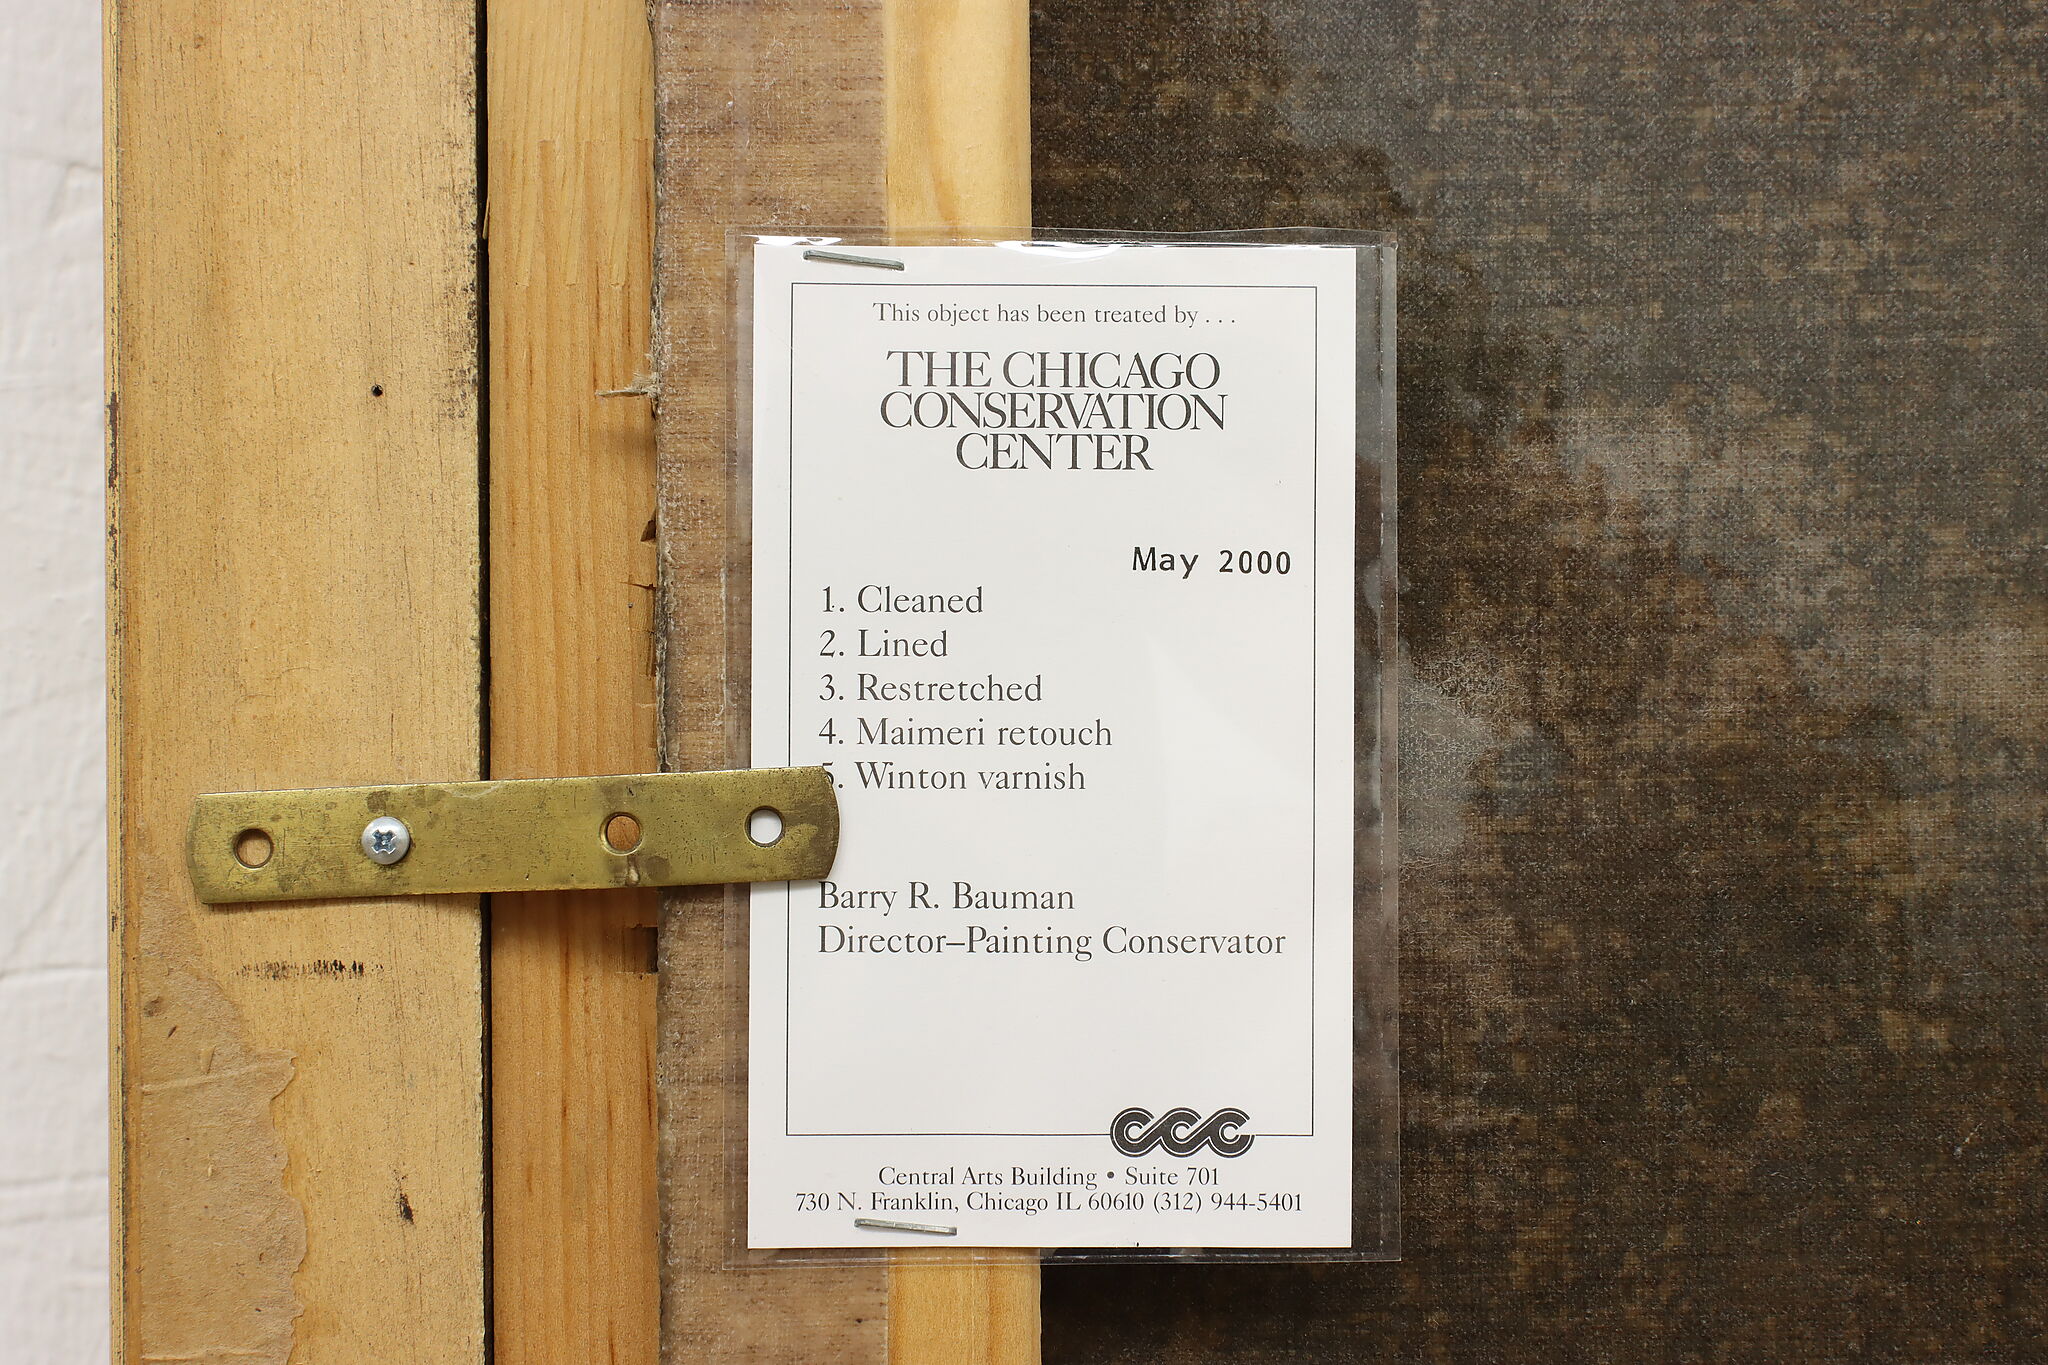 This object has been treated by . . .
THE CHICAGO
CONSERVATION
CENTER
May 2000
1. Cleaned
2. Lined
3. Restretched
4. Maimeri retouch
5. Winton varnish
Barry R. Bauman
Director–Painting Conservator
CCC
Central Arts Building • Suite 701
730 N. Franklin, Chicago IL 60610 (312) 944-5401